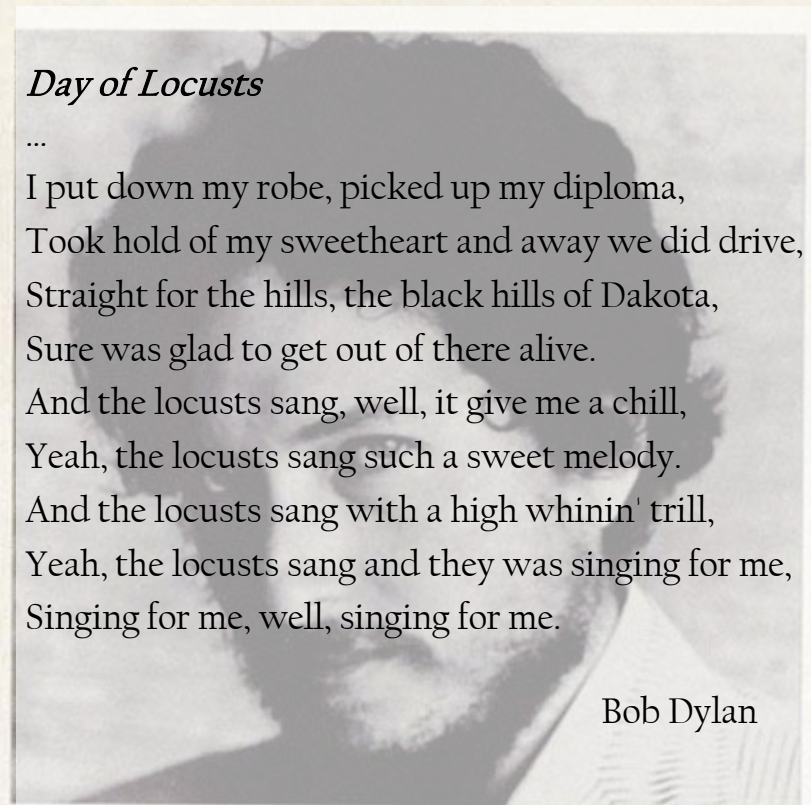 Day of Locusts
...
I put down my robe, picked up my diploma,
Took hold of my sweetheart and away we did drive,
Straight for the hills, the black hills of Dakota,
Sure was glad to get out of there alive.
And the locusts sang, well, it give me a chill,
Yeah, the locusts sang such a sweet melody.
And the locusts sang with a high whinin' trill,
Yeah, the locusts sang and they was singing for me,
Singing for me, well, singing for me.
Bob Dylan